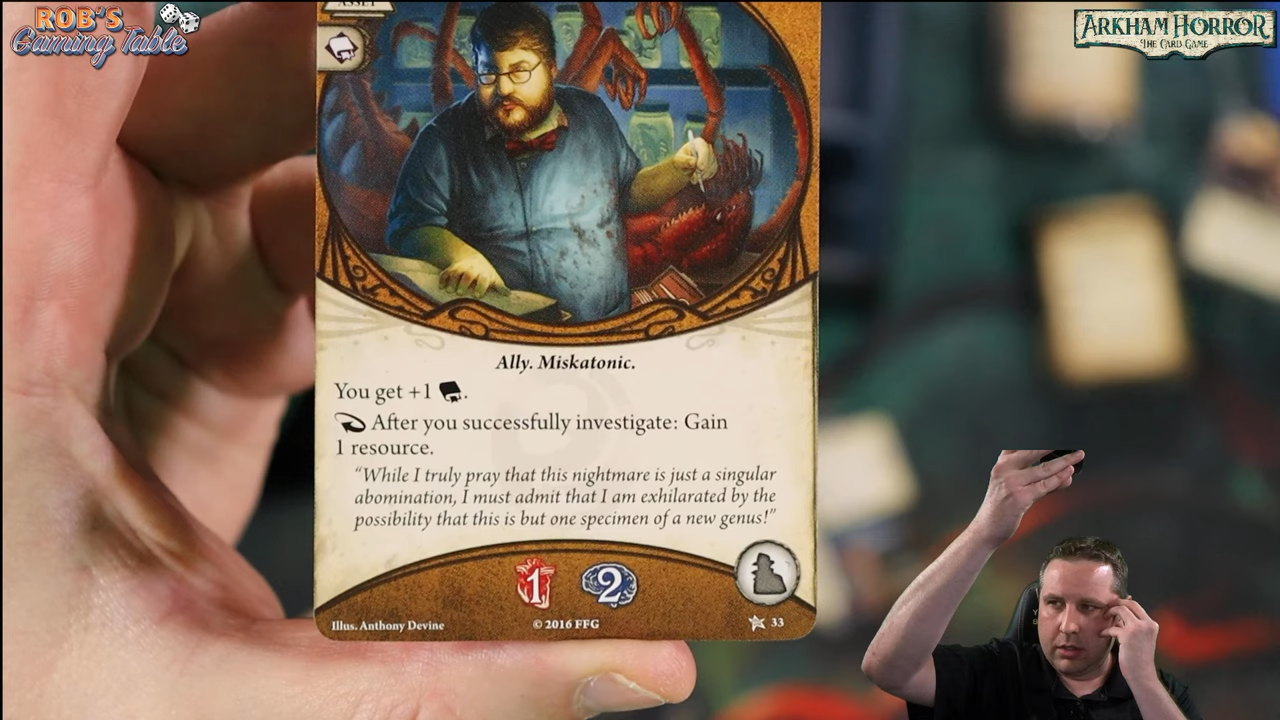 ROB'S
Gaming Table
ARKHAM HORROR
THE CARD GAME
ASSET
Ally. Miskatonic.
You get +1 .
After you successfully investigate: Gain
1 resource.
“While I truly pray that this nightmare is just a singular
abomination, I must admit that I am exhilarated by the
possibility that this is but one specimen of a new genus!”
1 2
Illus. Anthony Devine
© 2016 FFG
33